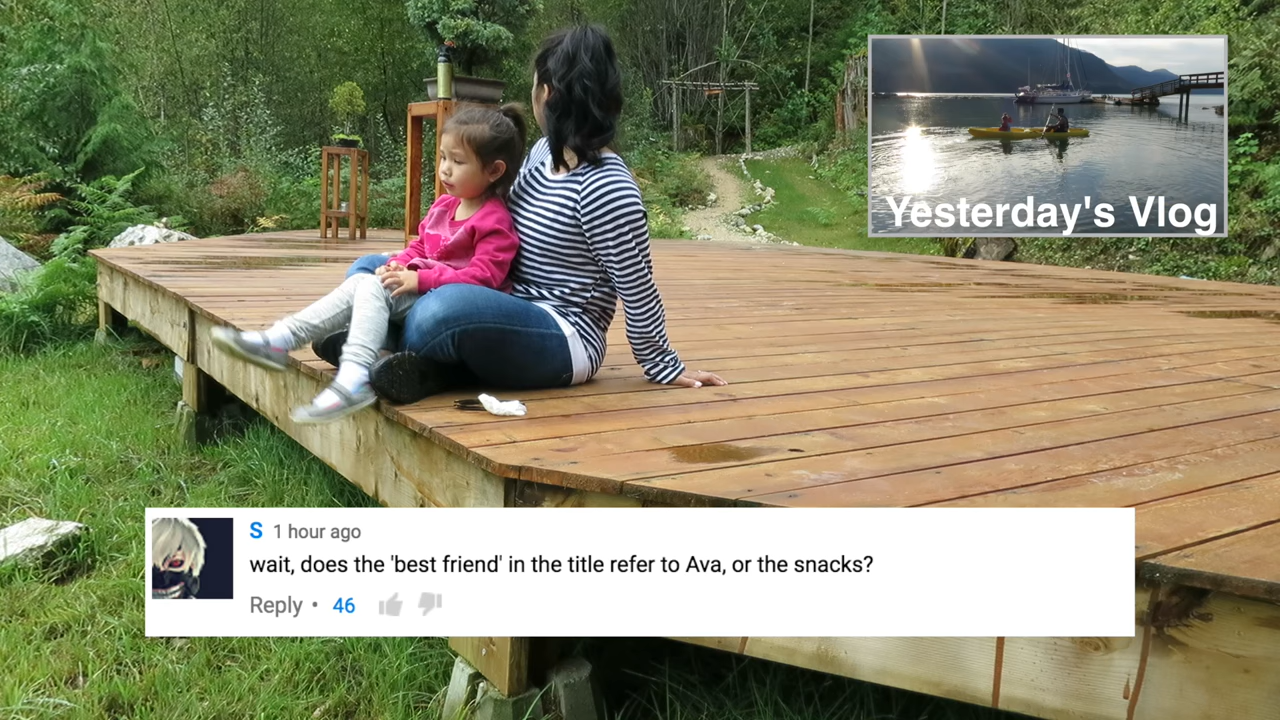 Yesterday's Vlog
S 1 hour ago
wait, does the 'best friend' in the title refer to Ava, or the snacks?
Reply • 46